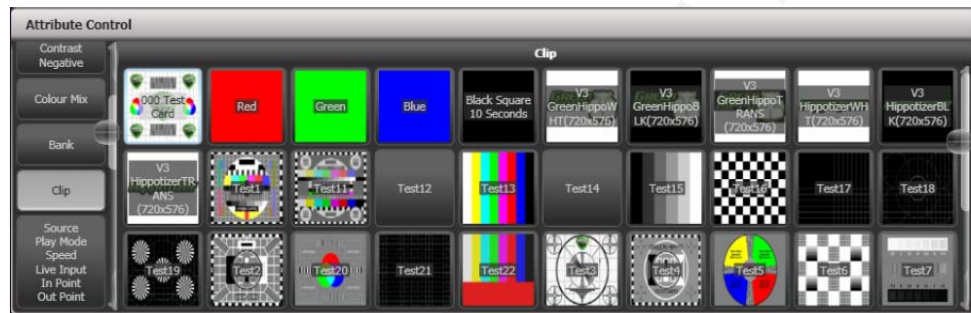 Attribute Control
Contrast
Negative
Colour Mix
Bank
Clip
Source
Play Mode
Speed
Live Input
In Point
Out Point
Clip
000 Test
Card
Red
Green
Blue
Black Square
10 Seconds
V3
GreenHippoW
HT(720x576)
V3
GreenHippoB
LK(720x576)
V3
GreenHippoT
RANS
(720x576)
V3
HippotizerWH
T(720x576)
V3
HippotizerBL
K(720x576)
V3
HippotizerTR
ANS
(720x576)
Test1
Test11
Test12
Test13
Test14
Test15
Test16
Test17
Test18
Test19
Test2
Test20
Test21
Test22
Test3
Test4
Test5
Test6
Test7